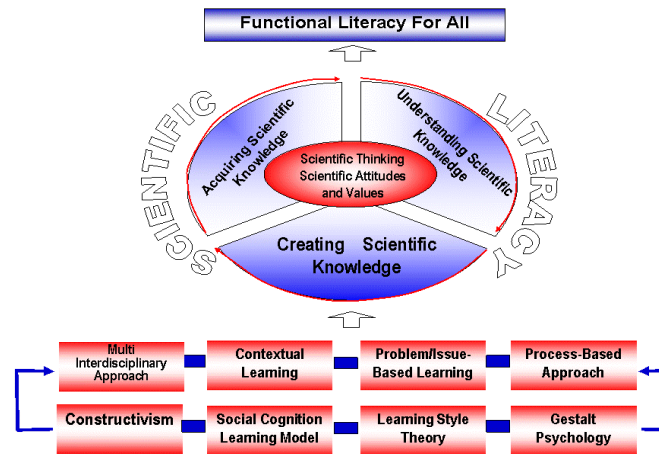 Functional Literacy For All
SCIENTIFIC
LITERACY
Acquiring Scientific
Knowledge
Understanding Scientific
Knowledge
Scientific Thinking
Scientific Attitudes
and Values
Creating Scientific
Knowledge
Multi
Interdisciplinary
Approach
Contextual
Learning
Problem/Issue-
Based Learning
Process-Based
Approach
Constructivism
Social Cognition
Learning Model
Learning Style
Theory
Gestalt
Psychology